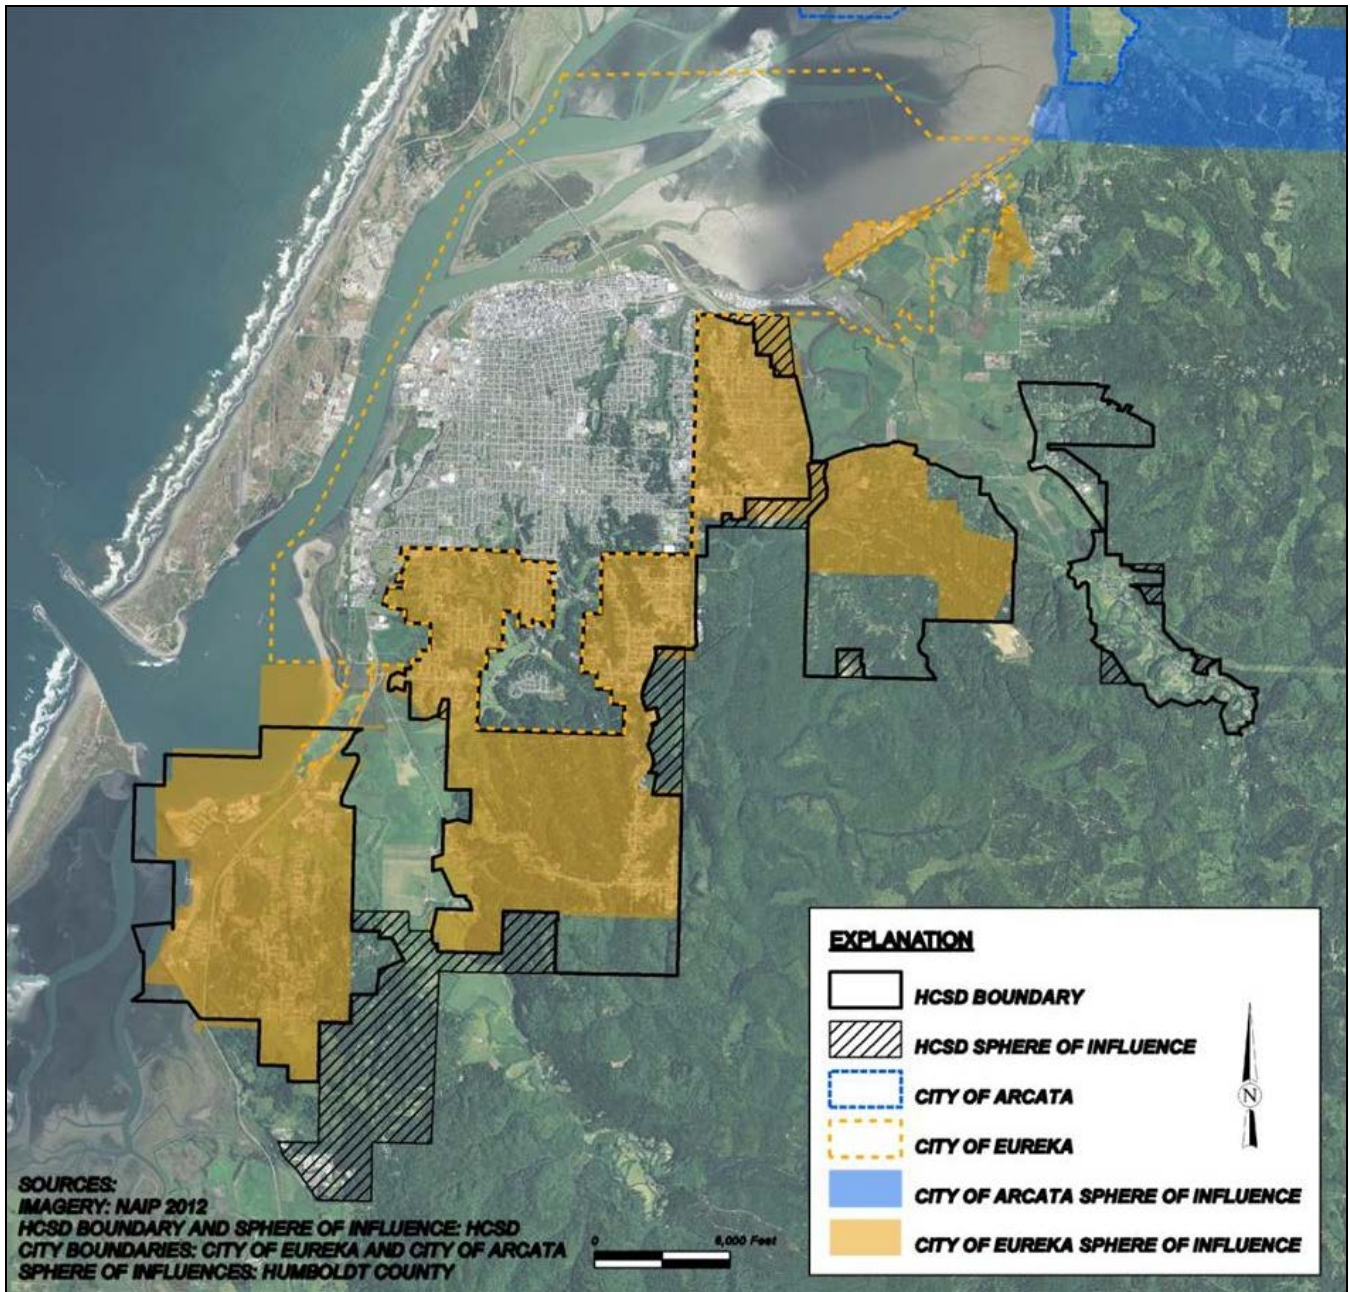 EXPLANATION
HCSD BOUNDARY
HCSD SPHERE OF INFLUENCE
CITY OF ARCATA
CITY OF EUREKA
CITY OF ARCATA SPHERE OF INFLUENCE
CITY OF EUREKA SPHERE OF INFLUENCE
N
SOURCES:
IMAGERY: NAIP 2012
HCSD BOUNDARY AND SPHERE OF INFLUENCE: HCSD
CITY BOUNDARIES: CITY OF EUREKA AND CITY OF ARCATA
SPHERE OF INFLUENCES: HUMBOLDT COUNTY
0 6,000 Feet